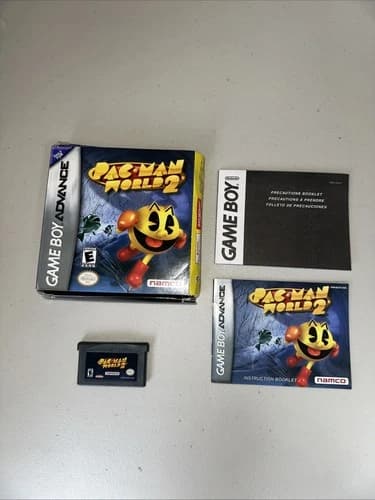 GAME BOY ADVANCE
PAC-MAN
WORLD 2
E
namco
GAME BOY
PRECAUTIONS BOOKLET
PRÉCAUTIONS À PRENDRE
FOLLETO DE PRECAUCIONES
GAME BOY ADVANCE
PAC-MAN
WORLD 2
INSTRUCTION BOOKLET
namco
PAC-MAN
WORLD 2
E